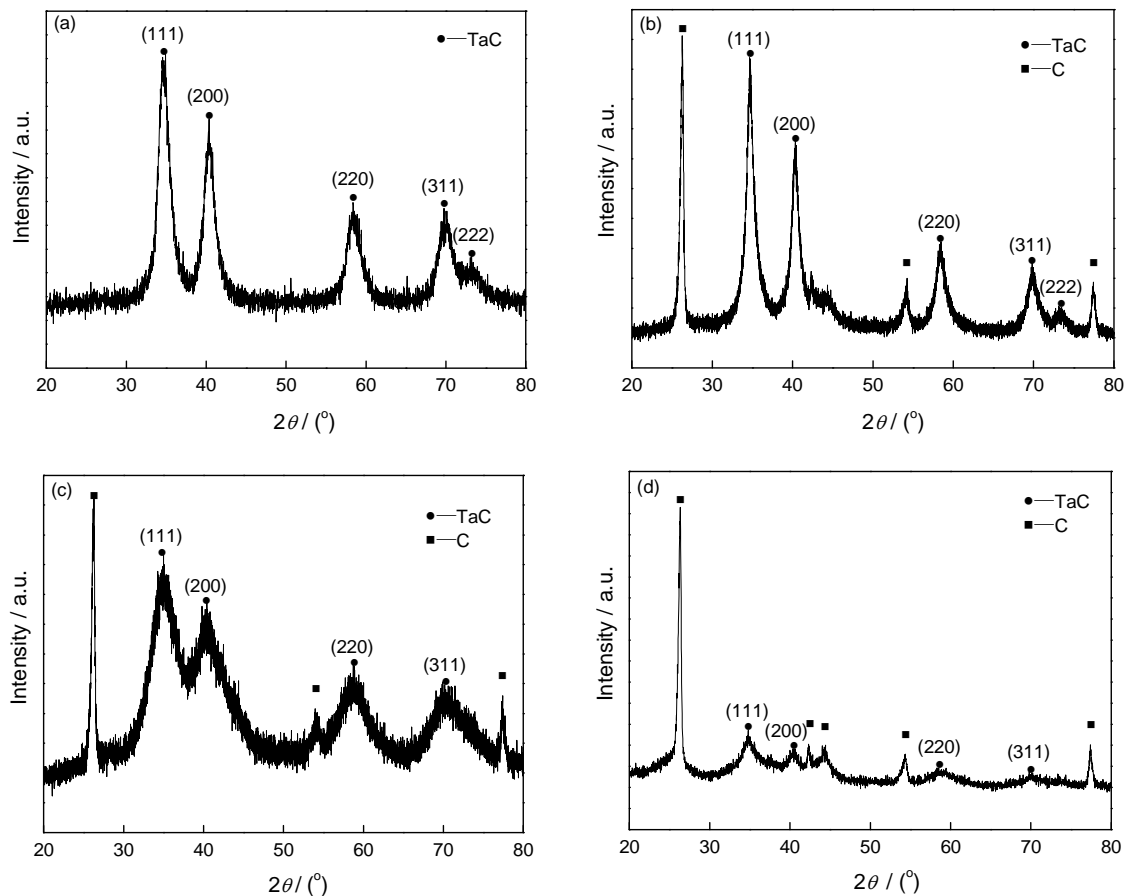 (a)
(111)
●—TaC
(200)
(220)
(311)
(222)
Intensity / a.u.
20 30 40 50 60 70 80
2θ / (°)
(b)
(111)
●—TaC
■—C
(200)
(220)
(311)
(222)
Intensity / a.u.
20 30 40 50 60 70 80
2θ / (°)
(c)
●—TaC
■—C
(111)
(200)
(220)
(311)
Intensity / a.u.
20 30 40 50 60 70 80
2θ / (°)
(d)
●—TaC
■—C
(111)
(200)
(220)
(311)
Intensity / a.u.
20 30 40 50 60 70 80
2θ / (°)